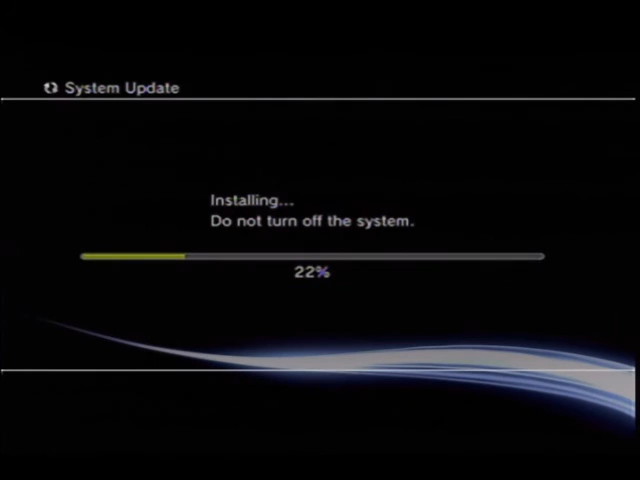 System Update
Installing...
Do not turn off the system.
22%